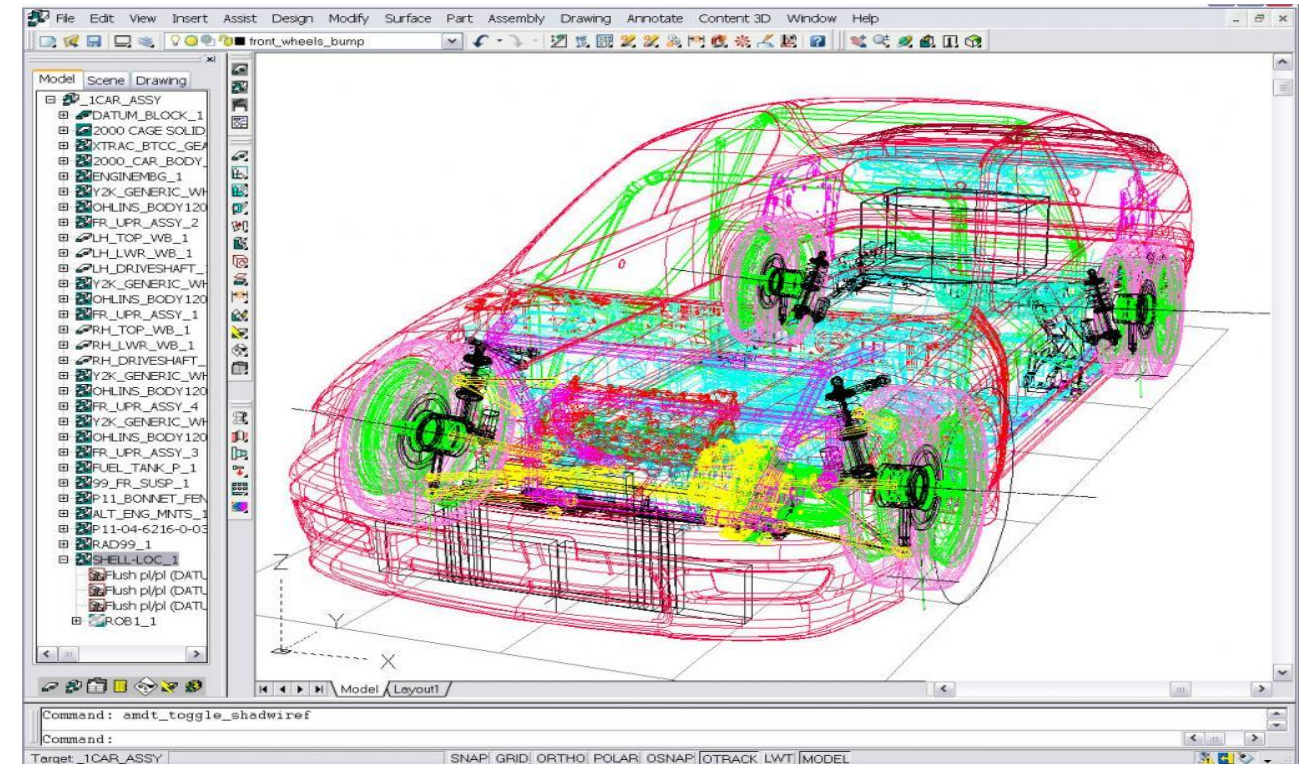 File Edit View Insert Assist Design Modify Surface Part Assembly Drawing Annotate Content 3D Window Help
front_wheels_bump
Model Scene Drawing
_1CAR_ASSY
DATUM_BLOCK_1
2000 CAGE SOLID
XTRAC_BTCC_GEA
2000_CAR_BODY_
ENGINEMBG_1
Y2K_GENERIC_WH
OHLINS_BODY120
FR_UPR_ASSY_2
LH_TOP_WB_1
LH_LWR_WB_1
LH_DRIVESHAFT_
Y2K_GENERIC_WH
OHLINS_BODY120
FR_UPR_ASSY_1
RH_TOP_WB_1
RH_LWR_WB_1
RH_DRIVESHAFT_
Y2K_GENERIC_WH
OHLINS_BODY120
FR_UPR_ASSY_4
Y2K_GENERIC_WH
OHLINS_BODY120
FR_UPR_ASSY_3
FUEL_TANK_P_1
99_FR_SUSP_1
P11_BONNET_FEN
ALT_ENG_MNTS_1
P11-04-6216-0-03
RAD99_1
SHELL-LOC_1
Flush pl/pl (DATU
Flush pl/pl (DATU
Flush pl/pl (DATU
ROB1_1
Z
Y
X
Model Layout1
Command: amdt_toggle_shadwiref
Command:
Target:_1CAR_ASSY SNAP GRID ORTHO POLAR OSNAP OTRACK LWT MODEL